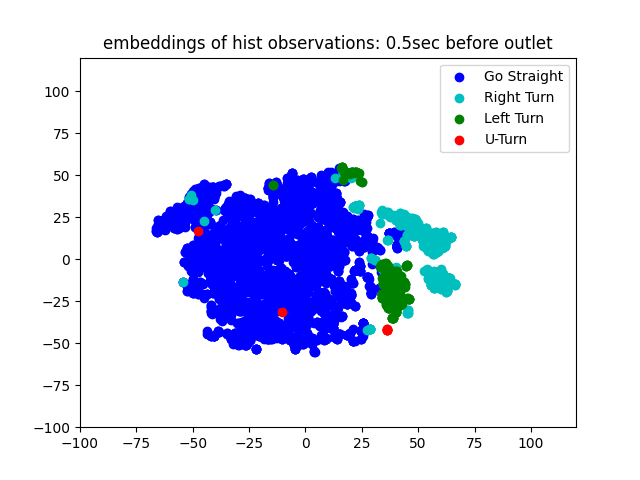 embeddings of hist observations: 0.5sec before outlet
Go Straight
Right Turn
Left Turn
U-Turn
100
75
50
25
0
−25
−50
−75
−100
−100 −75 −50 −25 0 25 50 75 100